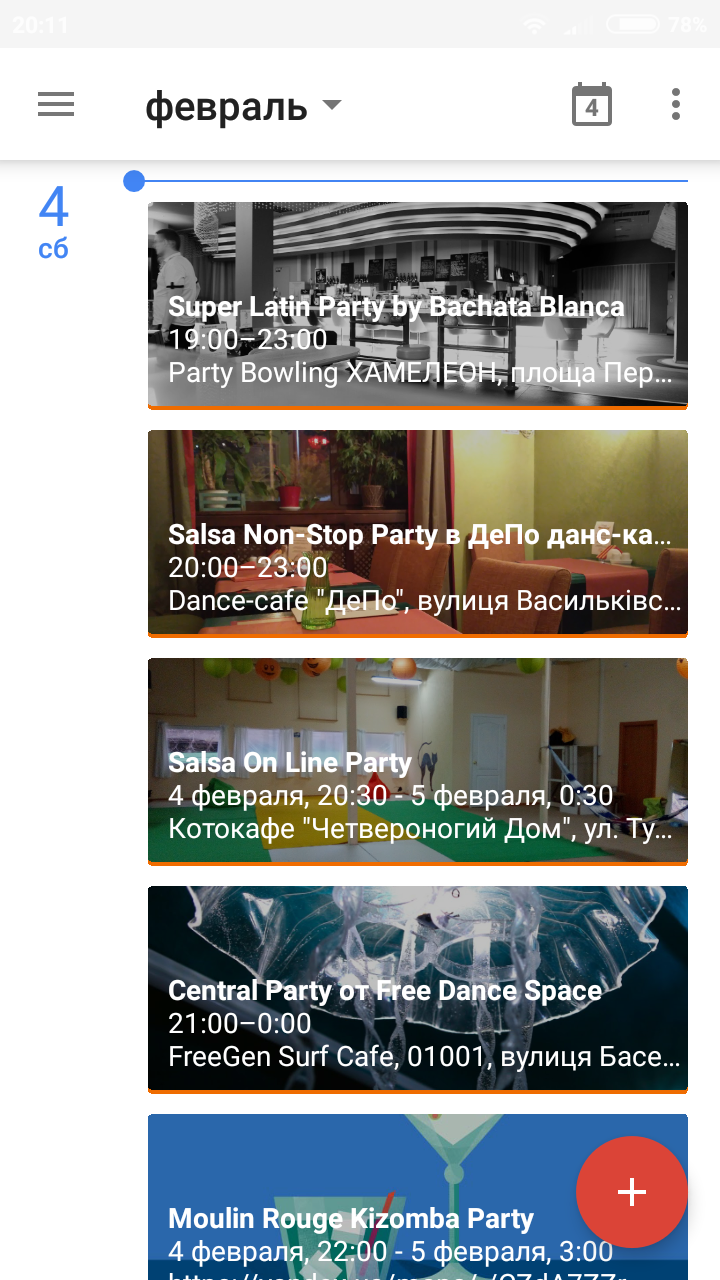 20:11
78%
февраль
4
4
сб
Super Latin Party by Bachata Blanca
19:00–23:00
Party Bowling ХАМЕЛЕОН, площа Пер...
Salsa Non-Stop Party в ДеПо данс-ка...
20:00–23:00
Dance-cafe "ДеПо", вулиця Васильківс...
Salsa On Line Party
4 февраля, 20:30 - 5 февраля, 0:30
Котокафе "Четвероногий Дом", ул. Ту...
Central Party от Free Dance Space
21:00–0:00
FreeGen Surf Cafe, 01001, вулиця Басе...
Moulin Rouge Kizomba Party
4 февраля, 22:00 - 5 февраля, 3:00